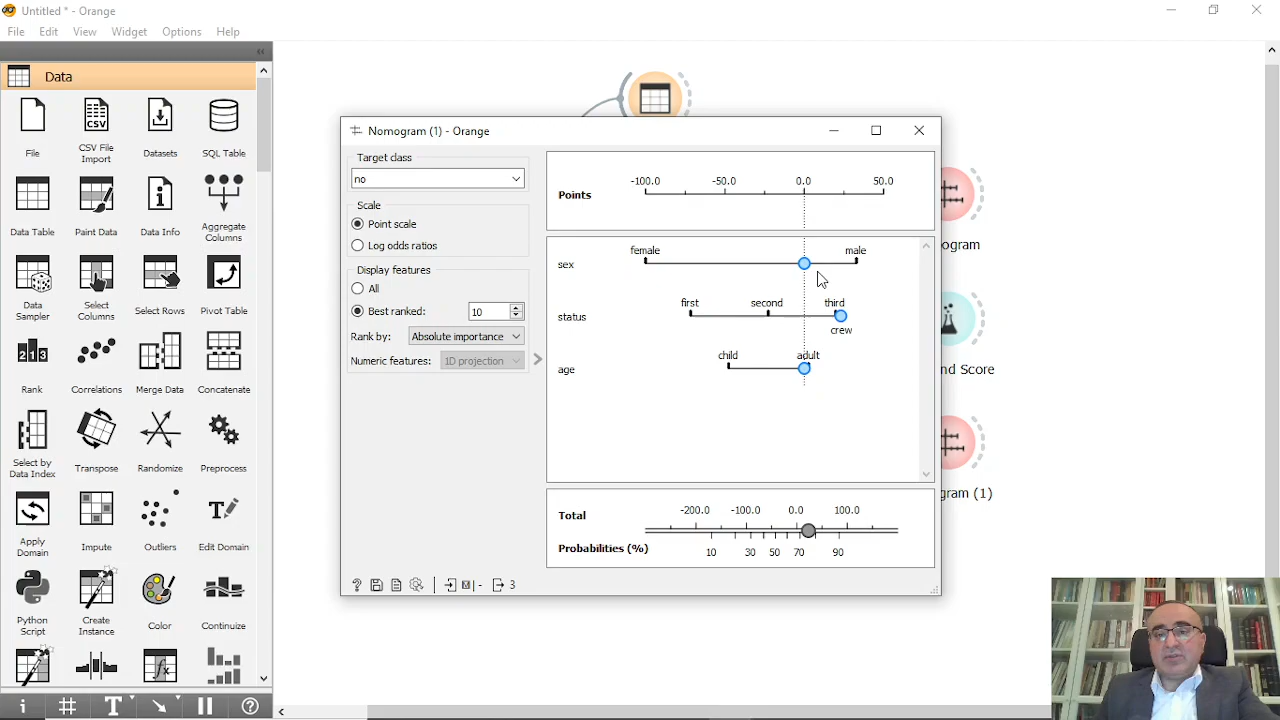 Untitled * - Orange
File Edit View Widget Options Help
Data
File
CSV File Import
Datasets
SQL Table
Data Table
Paint Data
Data Info
Aggregate Columns
Data Sampler
Select Columns
Select Rows
Pivot Table
Rank
Correlations
Merge Data
Concatenate
Select by Data Index
Transpose
Randomize
Preprocess
Apply Domain
Impute
Outliers
Edit Domain
Python Script
Create Instance
Color
Continuize
Nomogram (1) - Orange
Target class
no
Scale
Point scale
Log odds ratios
Display features
All
Best ranked: 10
Rank by: Absolute importance
Numeric features: 1D projection
Points
-100.0 -50.0 0.0 50.0
sex
female male
status
first second third
crew
age
child adult
Total
-200.0 -100.0 0.0 100.0
Probabilities (%)
10 30 50 70 90
3
ogram
nd Score
gram (1)